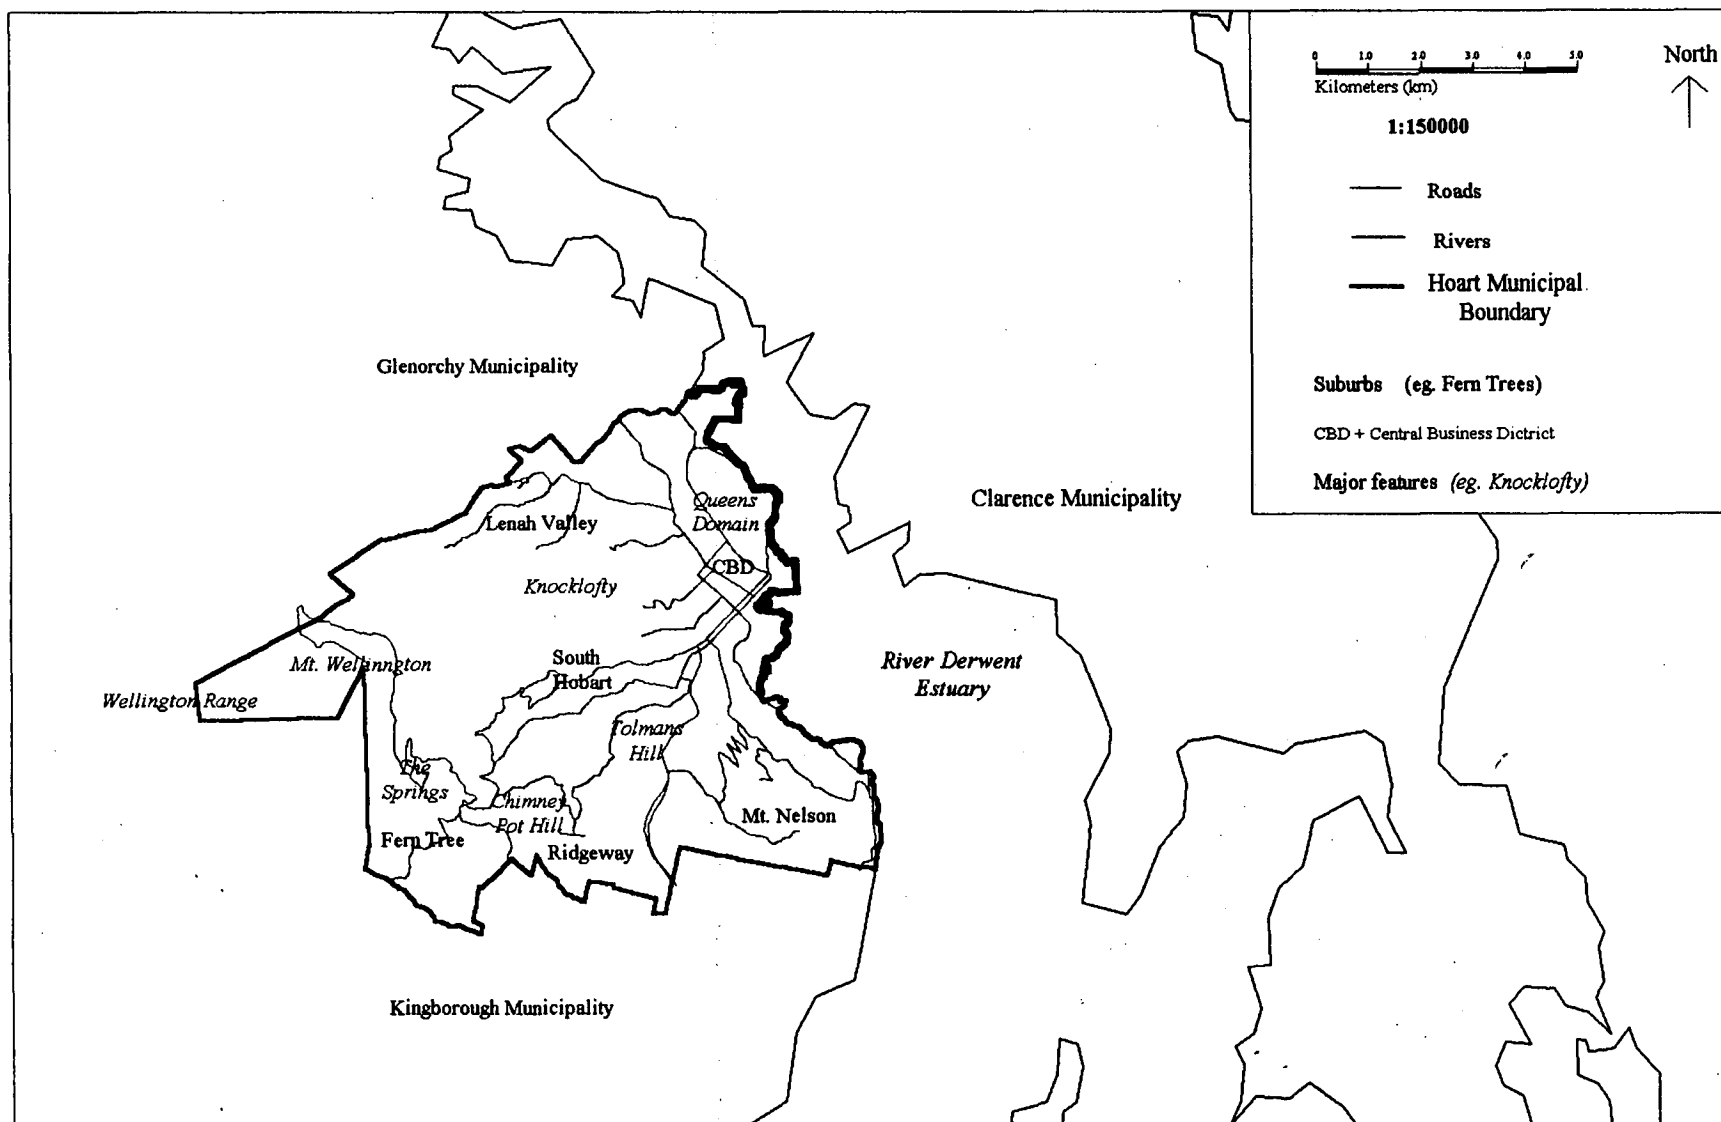 0 1.0 2.0 3.0 4.0 5.0
Kilometers (km)
North
1:150000
Roads
Rivers
Hoart Municipal
Boundary
Suburbs (eg. Fern Trees)
CBD + Central Business Dictrict
Major features (eg. Knocklofty)
Glenorchy Municipality
Clarence Municipality
Queens
Domain
Lenah Valley
CBD
Knocklofty
South
Hobart
Mt. Wellinngton
Wellington Range
River Derwent
Estuary
Tolmans
Hill
The
Springs
Chimney
Pot Hill
Mt. Nelson
Fern Tree
Ridgeway
Kingborough Municipality